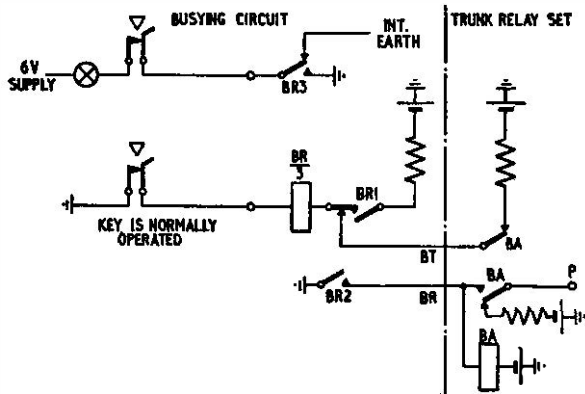 BUSYING CIRCUIT
TRUNK RELAY SET
INT.
EARTH
6V
SUPPLY
BR3
BR
3
BR1
KEY IS NORMALLY
OPERATED
BT
BA
BR2
BR
BA
P
BA